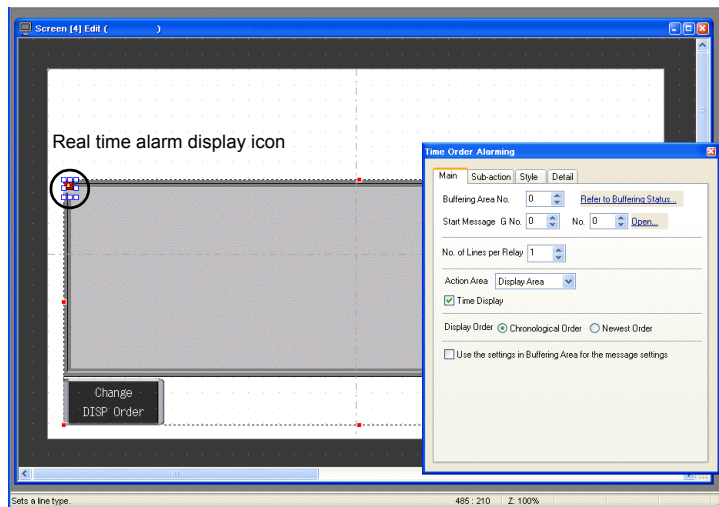 Screen [4] Edit ( )
Real time alarm display icon
Time Order Alarming
Main Sub-action Style Detail
Buffering Area No. 0 Refer to Buffering Status...
Start Message G No. 0 No. 0 Open...
No. of Lines per Relay 1
Action Area Display Area
Time Display
Display Order Chronological Order Newest Order
Use the settings in Buffering Area for the message settings
Change
DISP Order
Sets a line type. 485 : 210 Z: 100%